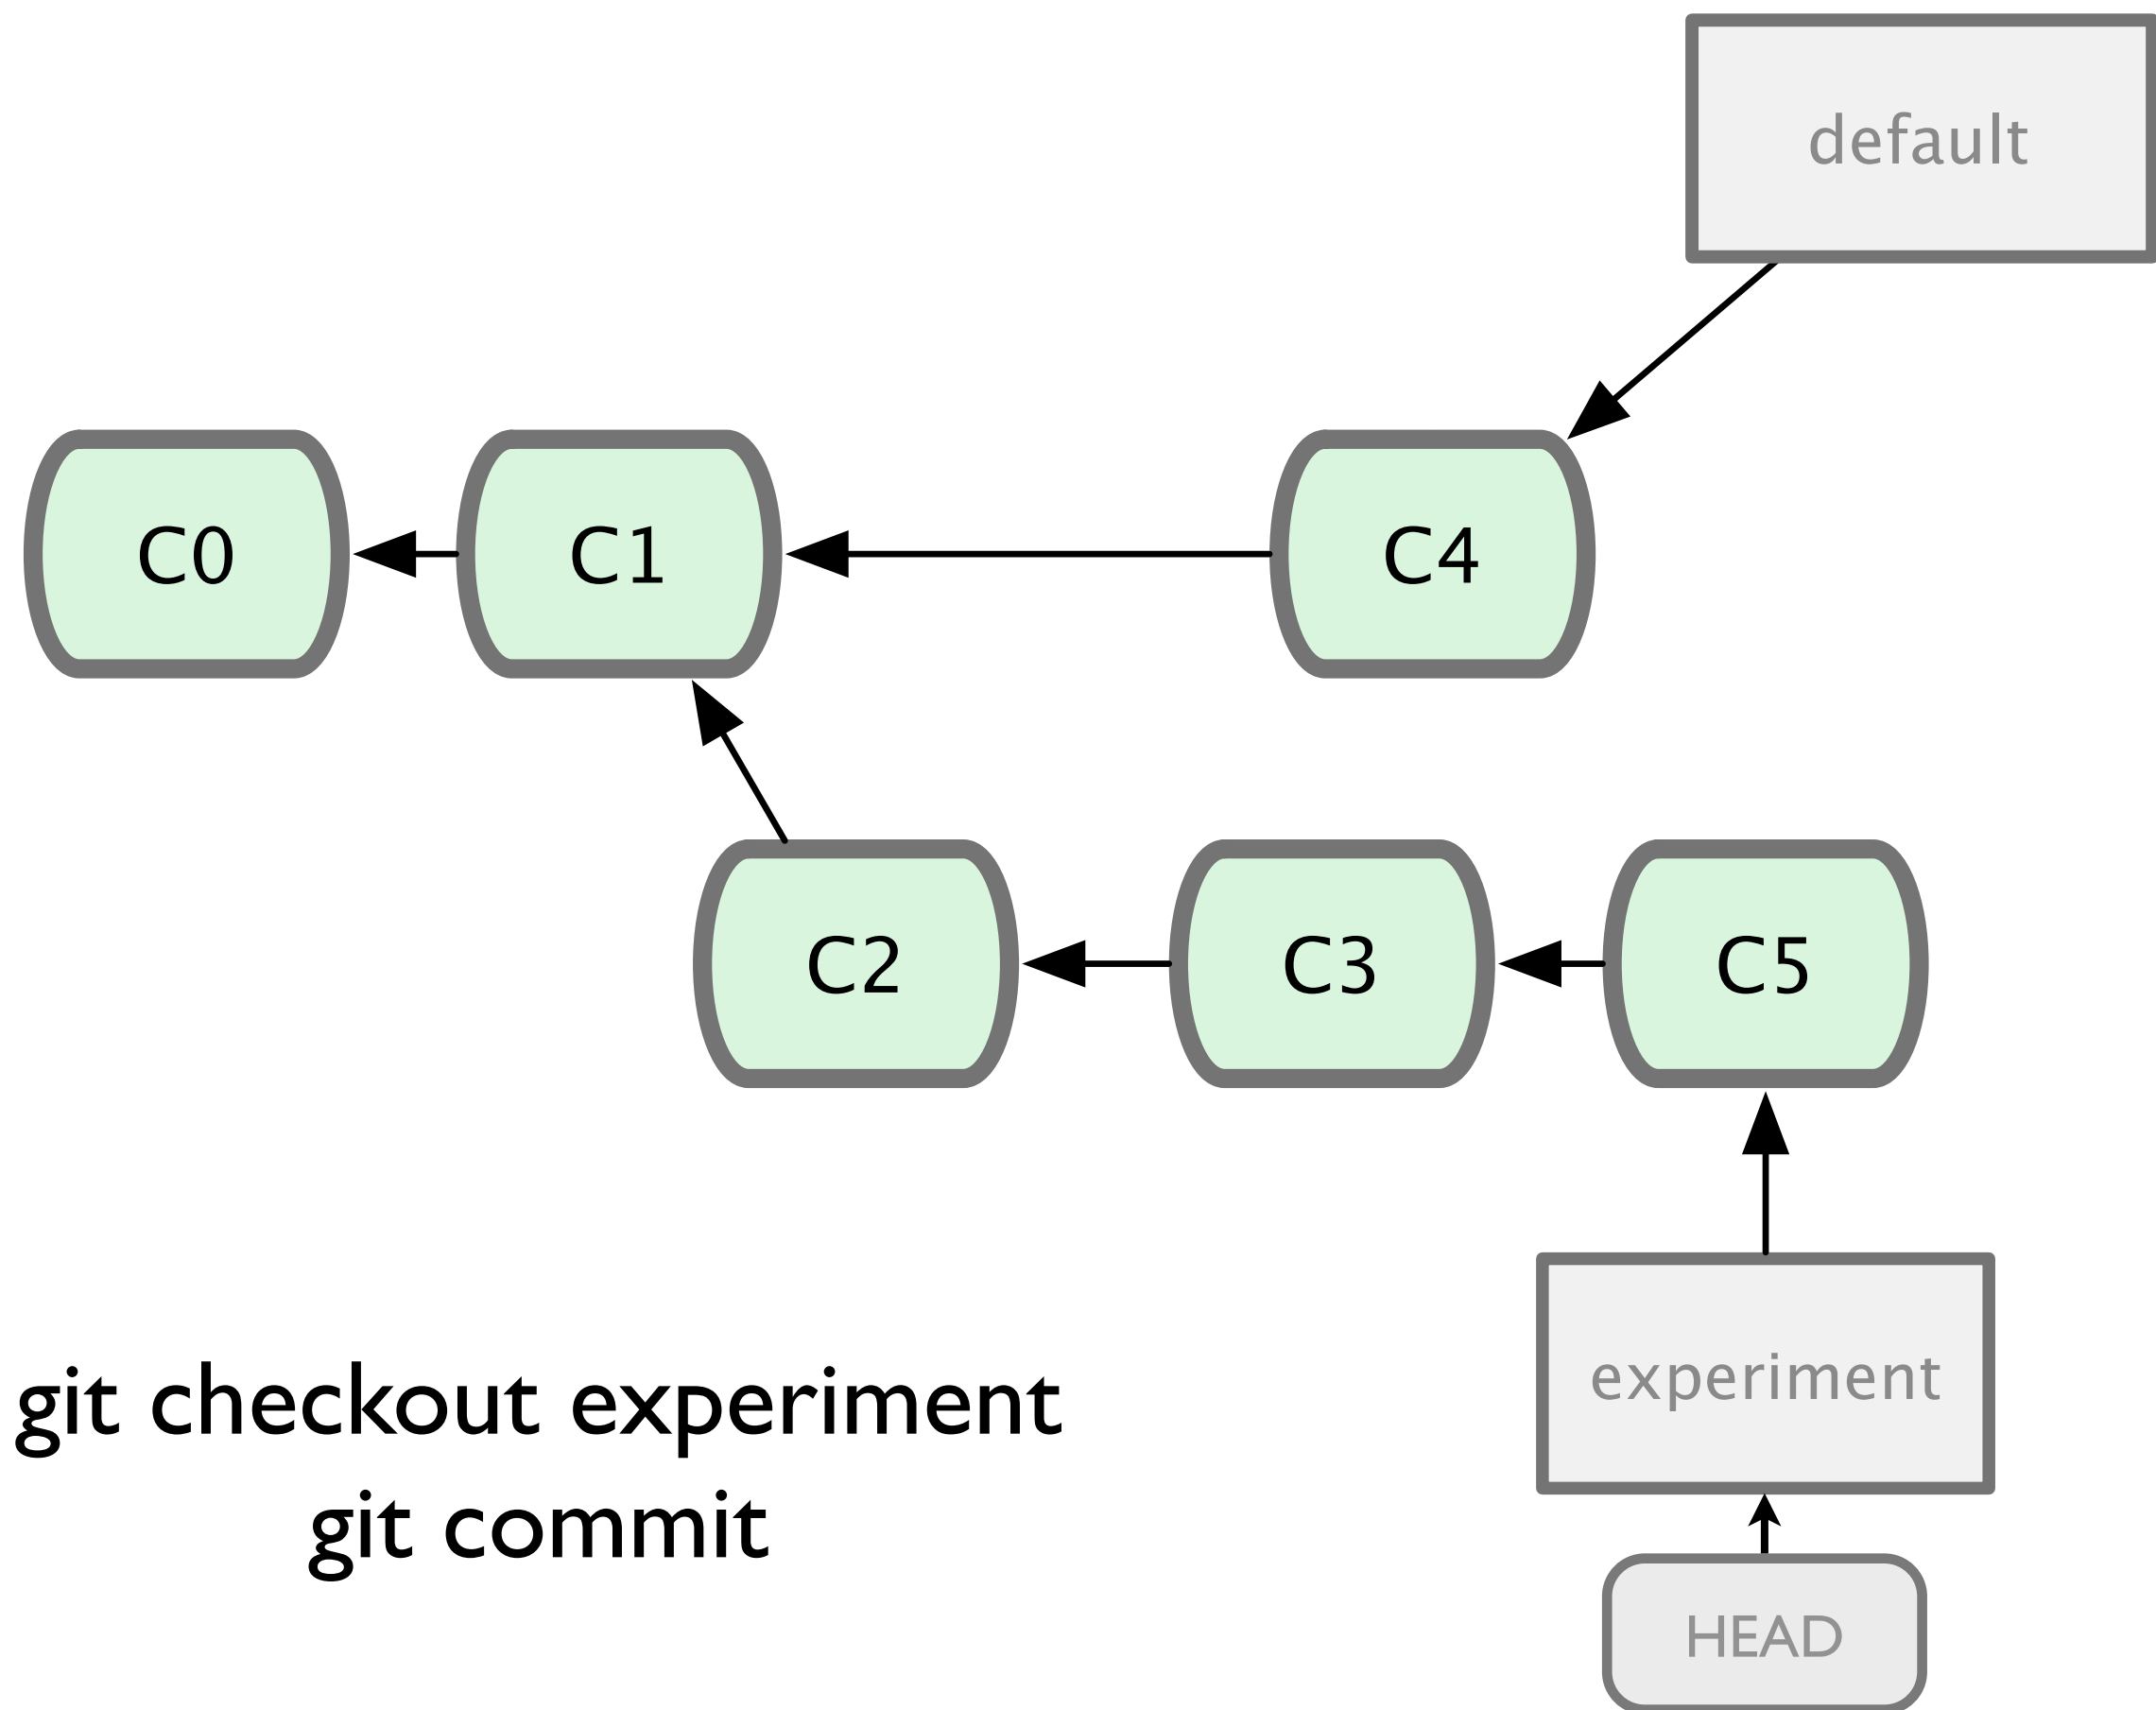 default
C0
C1
C4
C2
C3
C5
experiment
git checkout experiment
git commit
HEAD